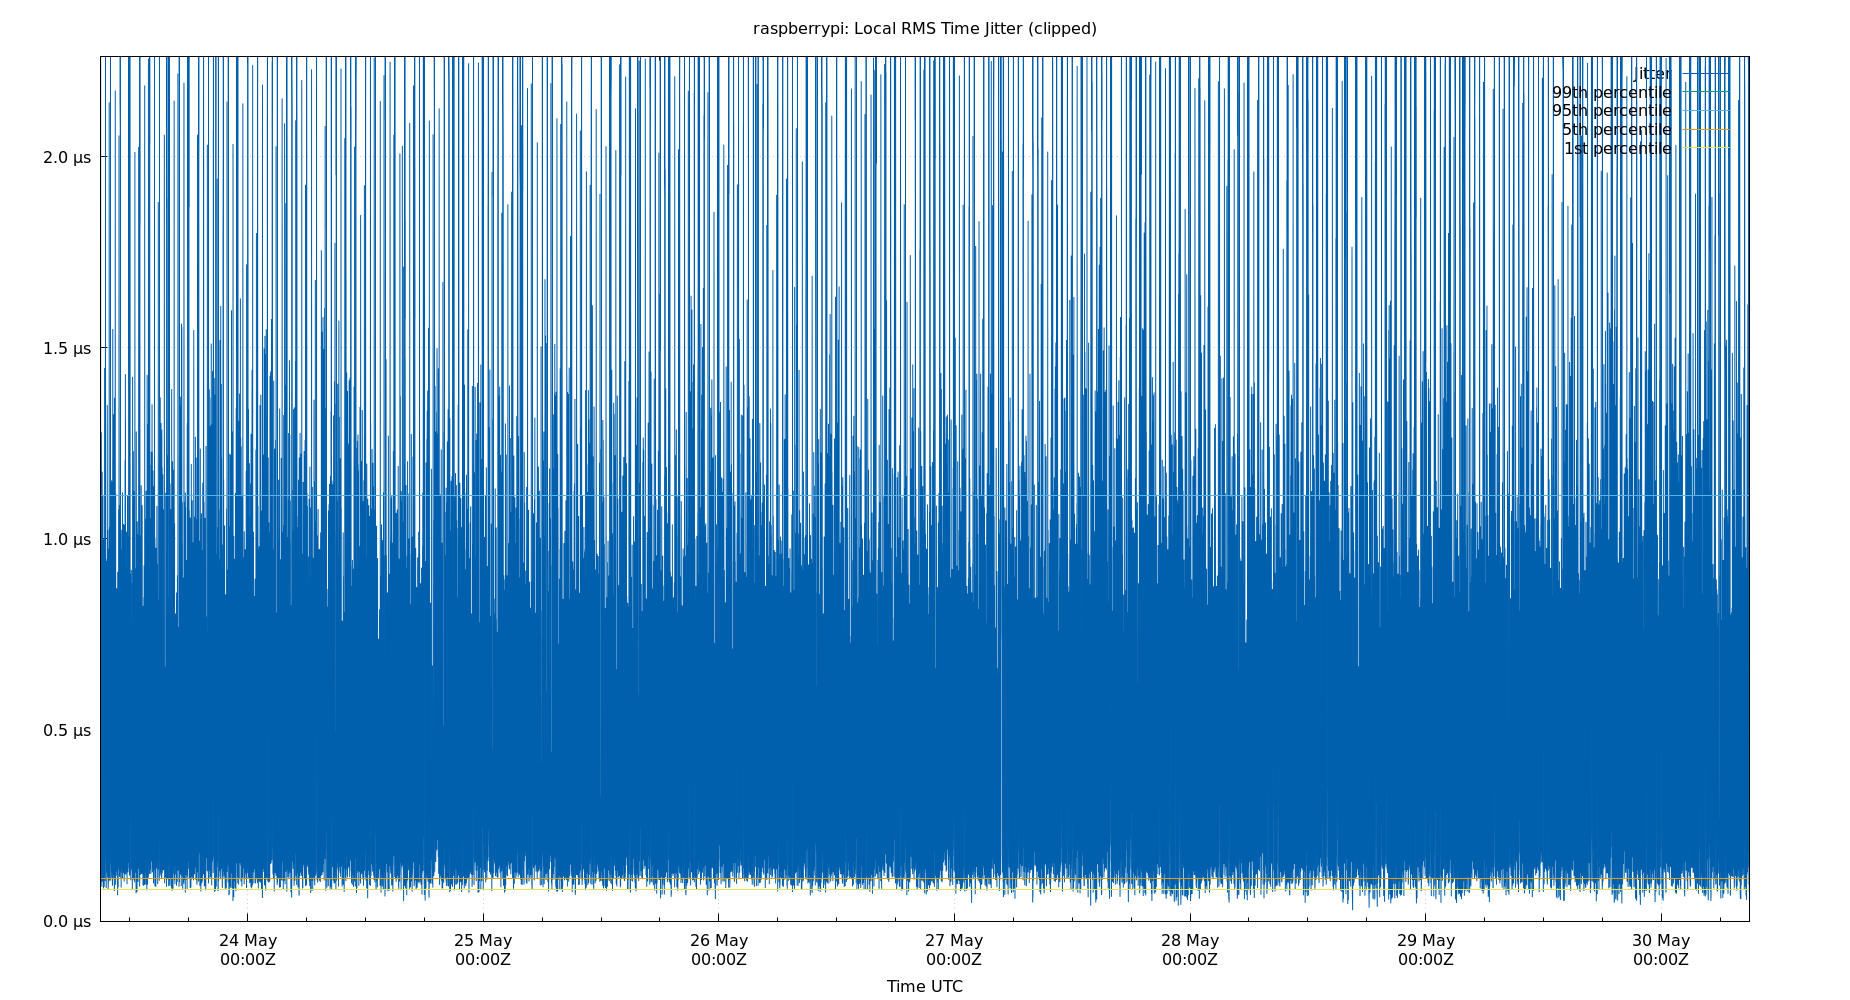 raspberrypi: Local RMS Time Jitter (clipped)
jitter
99th percentile
95th percentile
5th percentile
1st percentile
2.0 µs
1.5 µs
1.0 µs
0.5 µs
0.0 µs
24 May 25 May 26 May 27 May 28 May 29 May 30 May
00:00Z 00:00Z 00:00Z 00:00Z 00:00Z 00:00Z 00:00Z
Time UTC